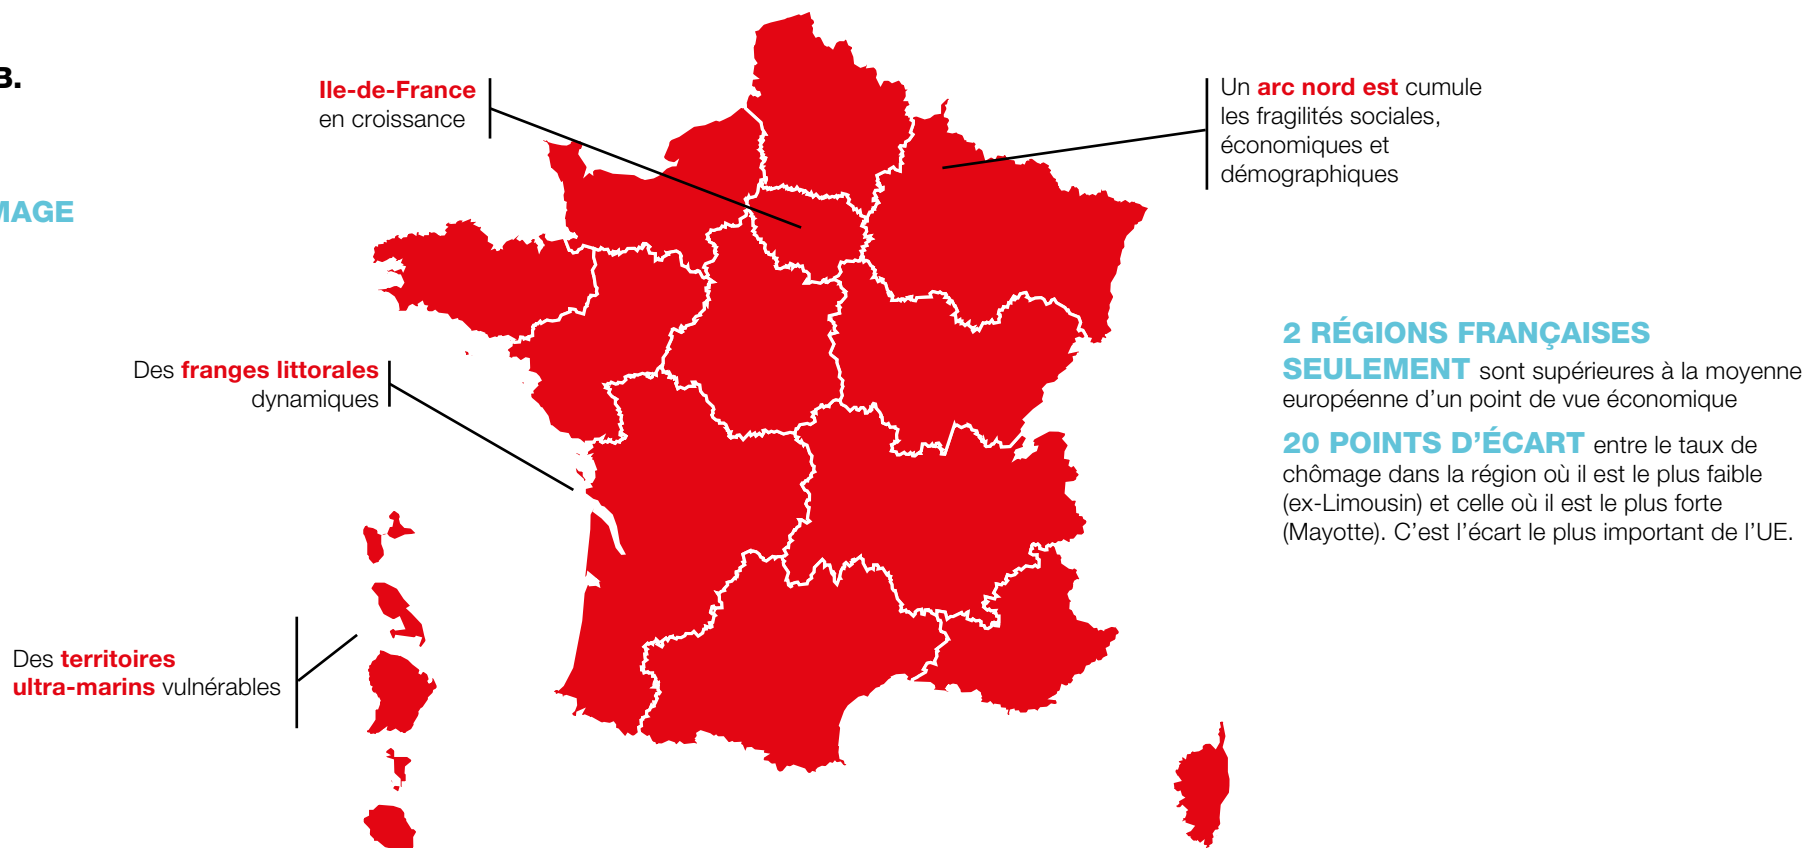 B.
MAGE
Ile-de-France
en croissance
Un arc nord est cumule
les fragilités sociales,
économiques et
démographiques
Des franges littorales
dynamiques
2 RÉGIONS FRANÇAISES
SEULEMENT sont supérieures à la moyenne
européenne d’un point de vue économique
20 POINTS D’ÉCART entre le taux de
chômage dans la région où il est le plus faible
(ex-Limousin) et celle où il est le plus forte
(Mayotte). C’est l’écart le plus important de l’UE.
Des territoires
ultra-marins vulnérables